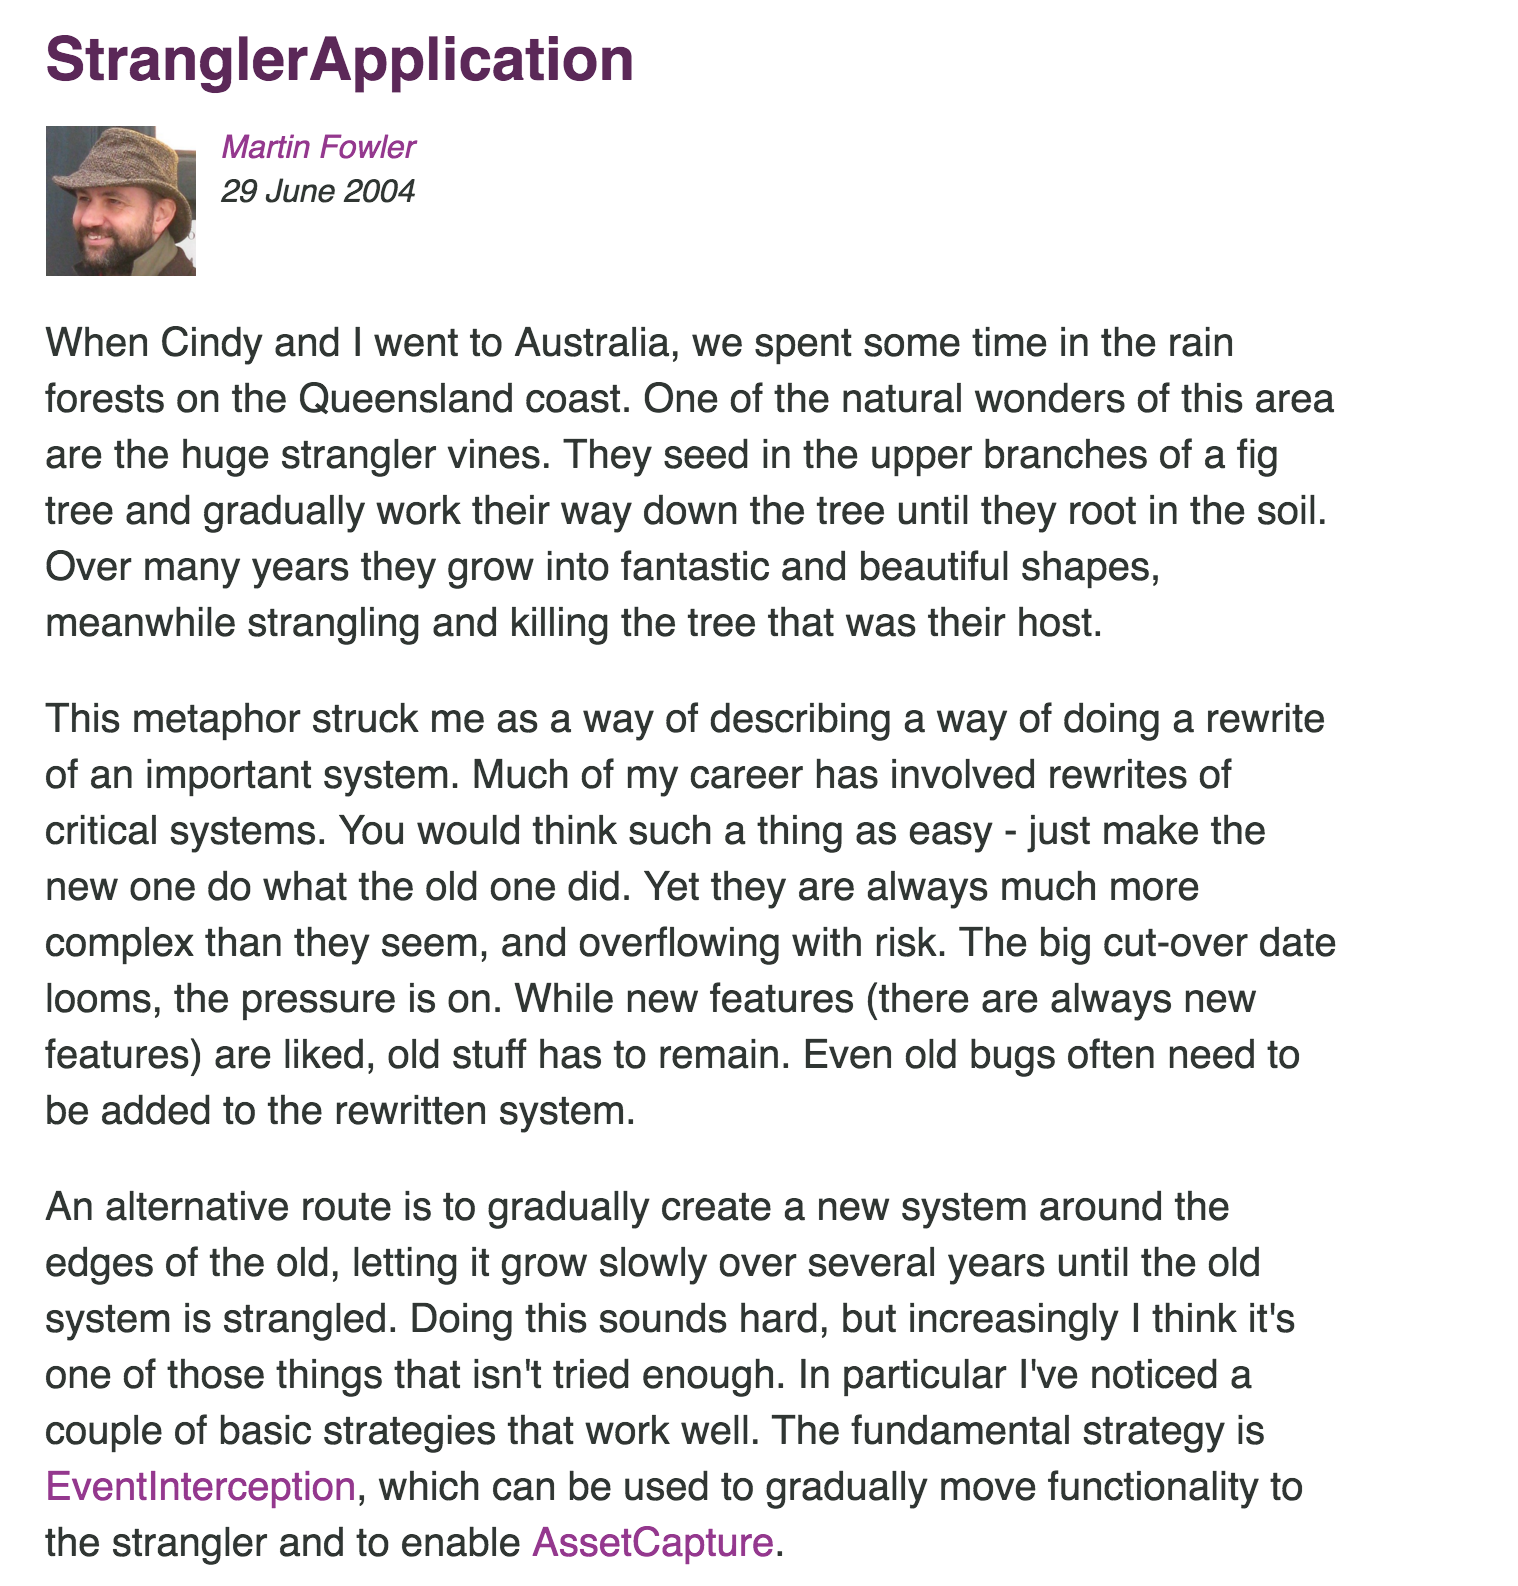 StranglerApplication
Martin Fowler
29 June 2004
When Cindy and I went to Australia, we spent some time in the rain
forests on the Queensland coast. One of the natural wonders of this area
are the huge strangler vines. They seed in the upper branches of a fig
tree and gradually work their way down the tree until they root in the soil.
Over many years they grow into fantastic and beautiful shapes,
meanwhile strangling and killing the tree that was their host.
This metaphor struck me as a way of describing a way of doing a rewrite
of an important system. Much of my career has involved rewrites of
critical systems. You would think such a thing as easy - just make the
new one do what the old one did. Yet they are always much more
complex than they seem, and overflowing with risk. The big cut-over date
looms, the pressure is on. While new features (there are always new
features) are liked, old stuff has to remain. Even old bugs often need to
be added to the rewritten system.
An alternative route is to gradually create a new system around the
edges of the old, letting it grow slowly over several years until the old
system is strangled. Doing this sounds hard, but increasingly I think it's
one of those things that isn't tried enough. In particular I've noticed a
couple of basic strategies that work well. The fundamental strategy is
EventInterception, which can be used to gradually move functionality to
the strangler and to enable AssetCapture.